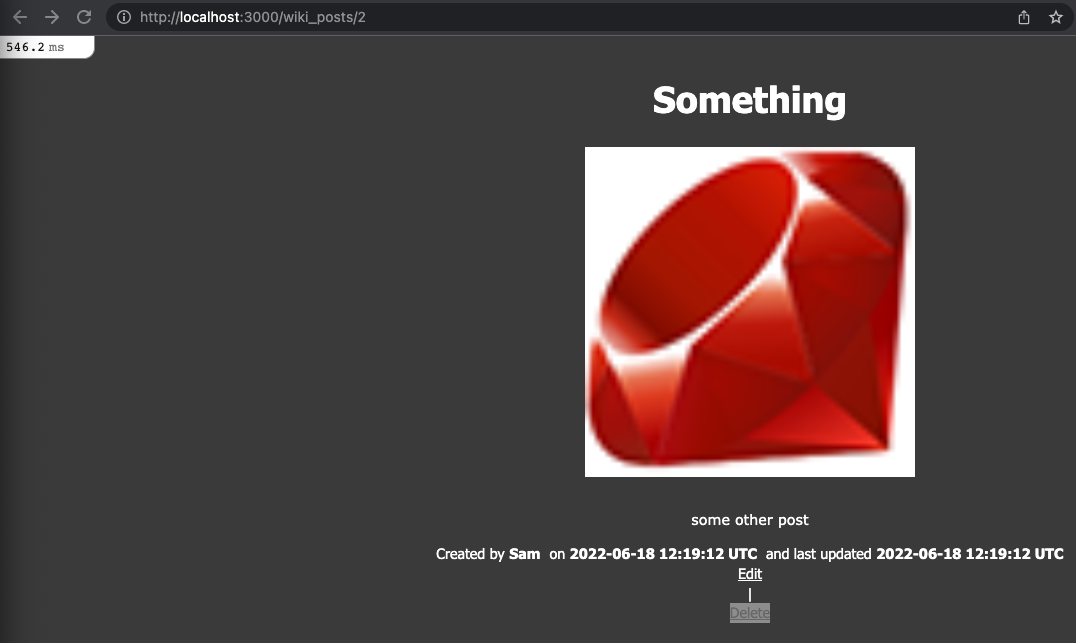 http://localhost:3000/wiki_posts/2
546.2 ms
Something
some other post
Created by Sam on 2022-06-18 12:19:12 UTC and last updated 2022-06-18 12:19:12 UTC
Edit
|
Delete